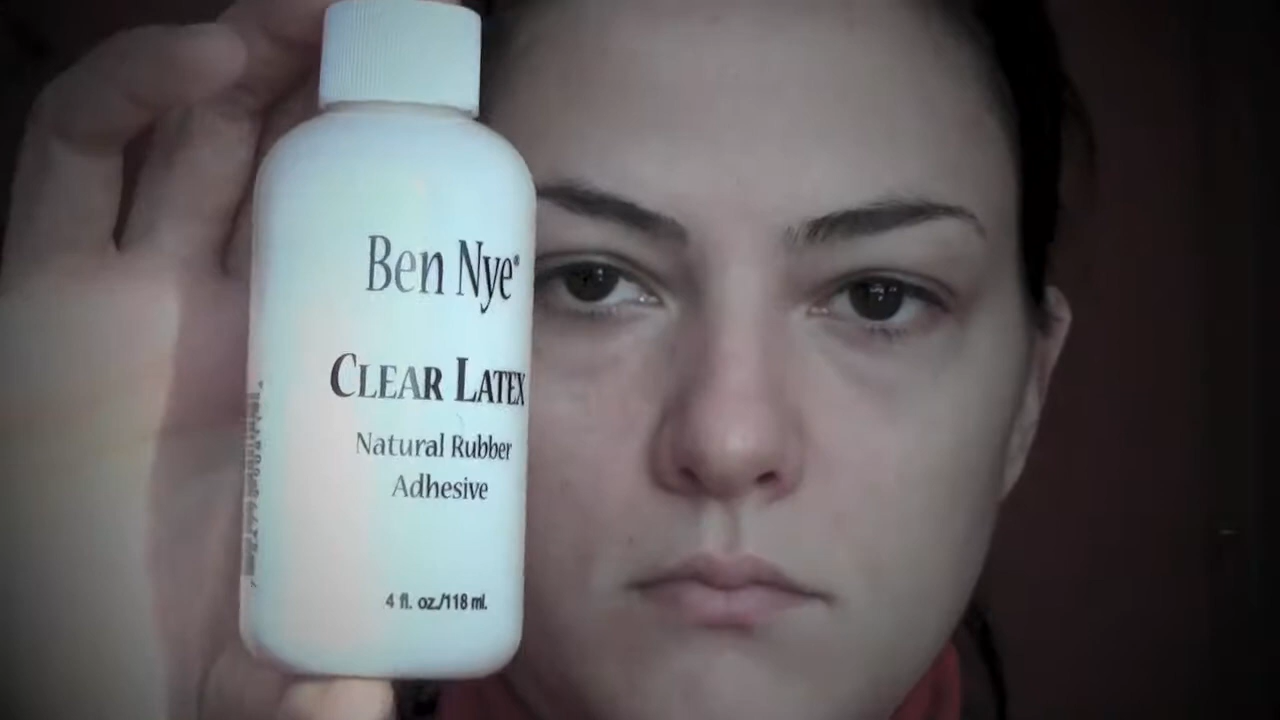 Ben Nye®
CLEAR LATEX
Natural Rubber
Adhesive
4 fl. oz./118 ml.